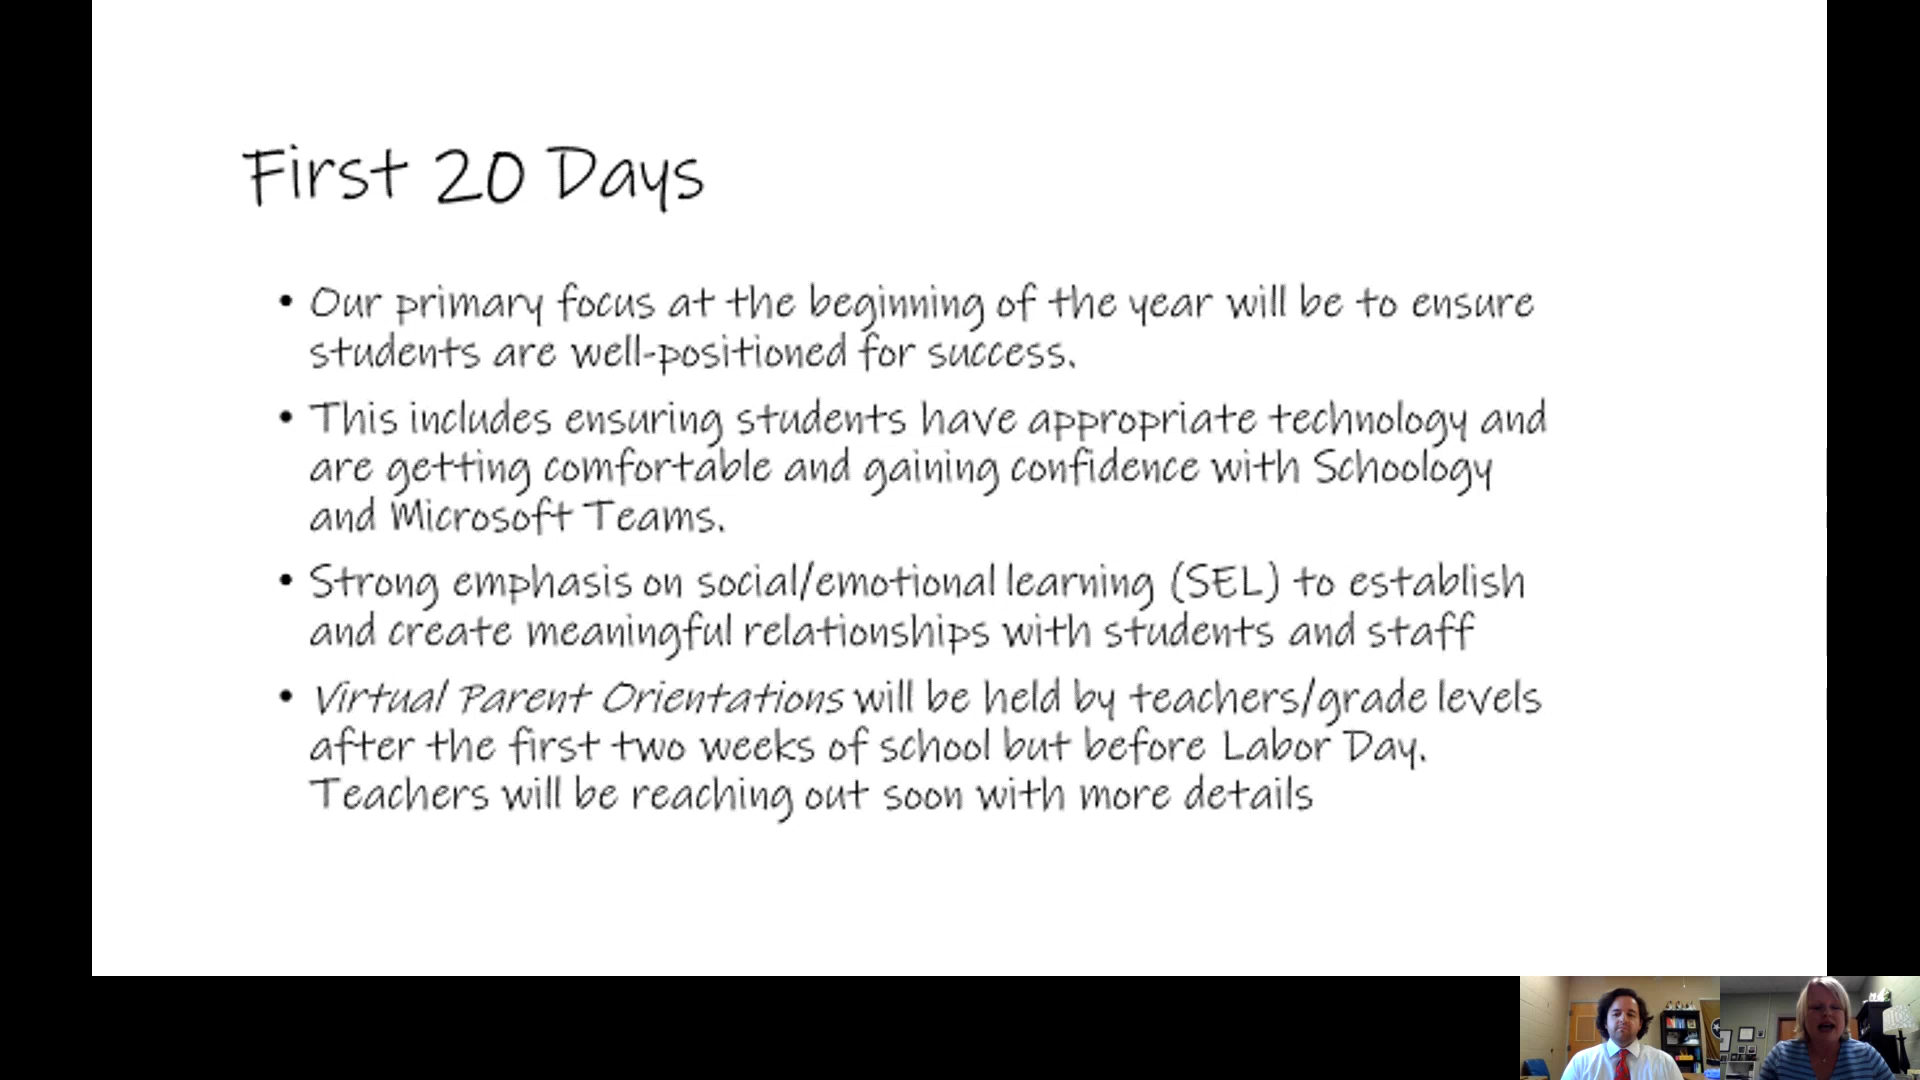 First 20 Days
• Our primary focus at the beginning of the year will be to ensure
students are well-positioned for success.
• This includes ensuring students have appropriate technology and
are getting comfortable and gaining confidence with Schoology
and Microsoft Teams.
• Strong emphasis on social/emotional learning (SEL) to establish
and create meaningful relationships with students and staff
• Virtual Parent Orientations will be held by teachers/grade levels
after the first two weeks of school but before Labor Day.
Teachers will be reaching out soon with more details